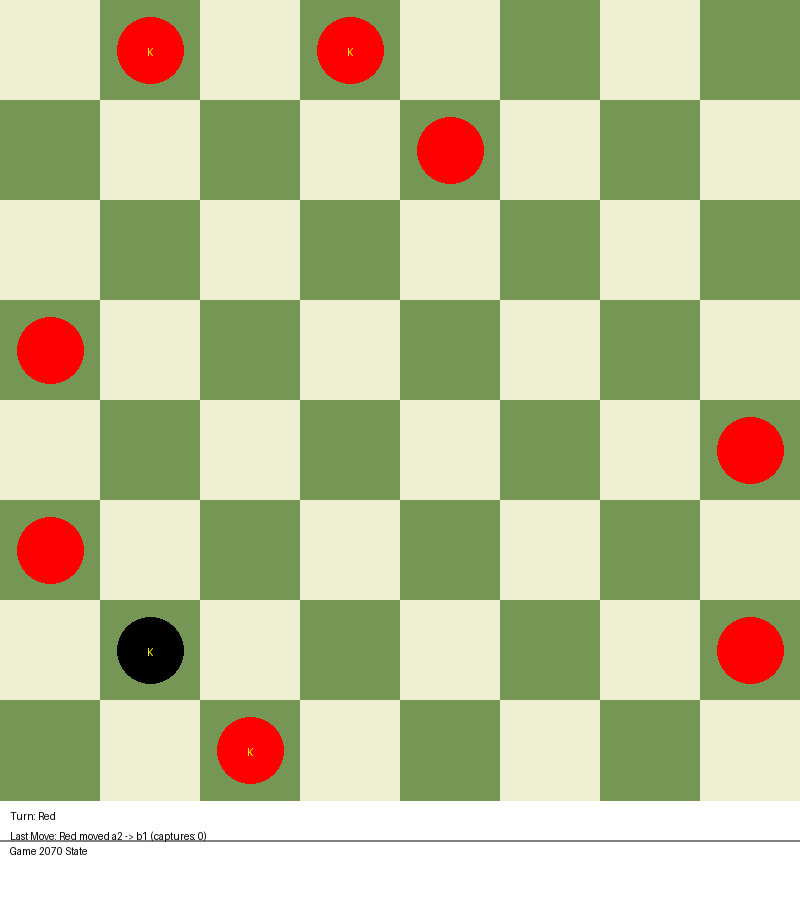 K K
K
K
Turn: Red
Last Move: Red moved a2 -> b1 (captures: 0)
Game 2070 State